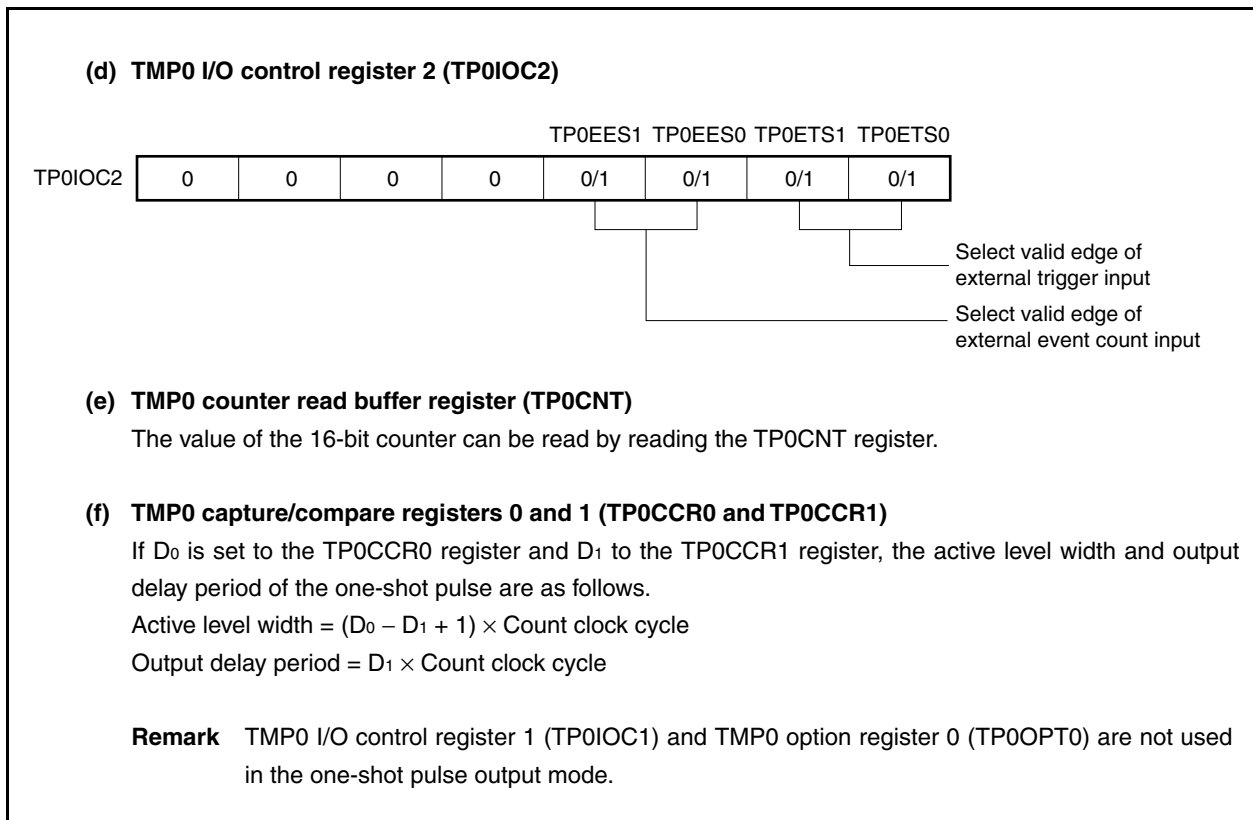 (d) TMP0 I/O control register 2 (TP0IOC2)
TP0EES1 TP0EES0 TP0ETS1 TP0ETS0
TP0IOC2 0 0 0 0 0/1 0/1 0/1 0/1
Select valid edge of
external trigger input
Select valid edge of
external event count input
(e) TMP0 counter read buffer register (TP0CNT)
The value of the 16-bit counter can be read by reading the TP0CNT register.
(f) TMP0 capture/compare registers 0 and 1 (TP0CCR0 and TP0CCR1)
If D₀ is set to the TP0CCR0 register and D₁ to the TP0CCR1 register, the active level width and output
delay period of the one-shot pulse are as follows.
Active level width = (D₀ − D₁ + 1) × Count clock cycle
Output delay period = D₁ × Count clock cycle
Remark TMP0 I/O control register 1 (TP0IOC1) and TMP0 option register 0 (TP0OPT0) are not used
in the one-shot pulse output mode.